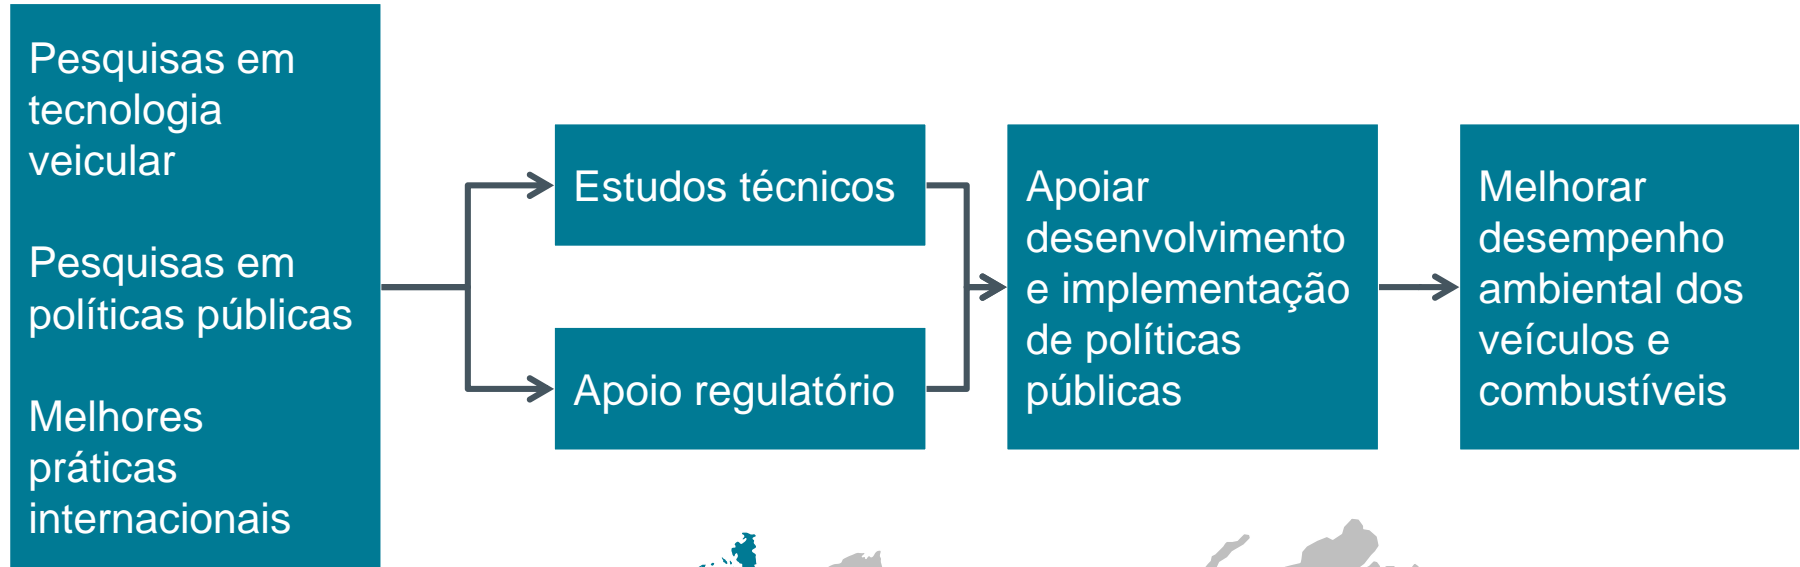 Pesquisas em
tecnologia
veicular
Pesquisas em
políticas públicas
Melhores
práticas
internacionais
Estudos técnicos
Apoio regulatório
Apoiar
desenvolvimento
e implementação
de políticas
públicas
Melhorar
desempenho
ambiental dos
veículos e
combustíveis